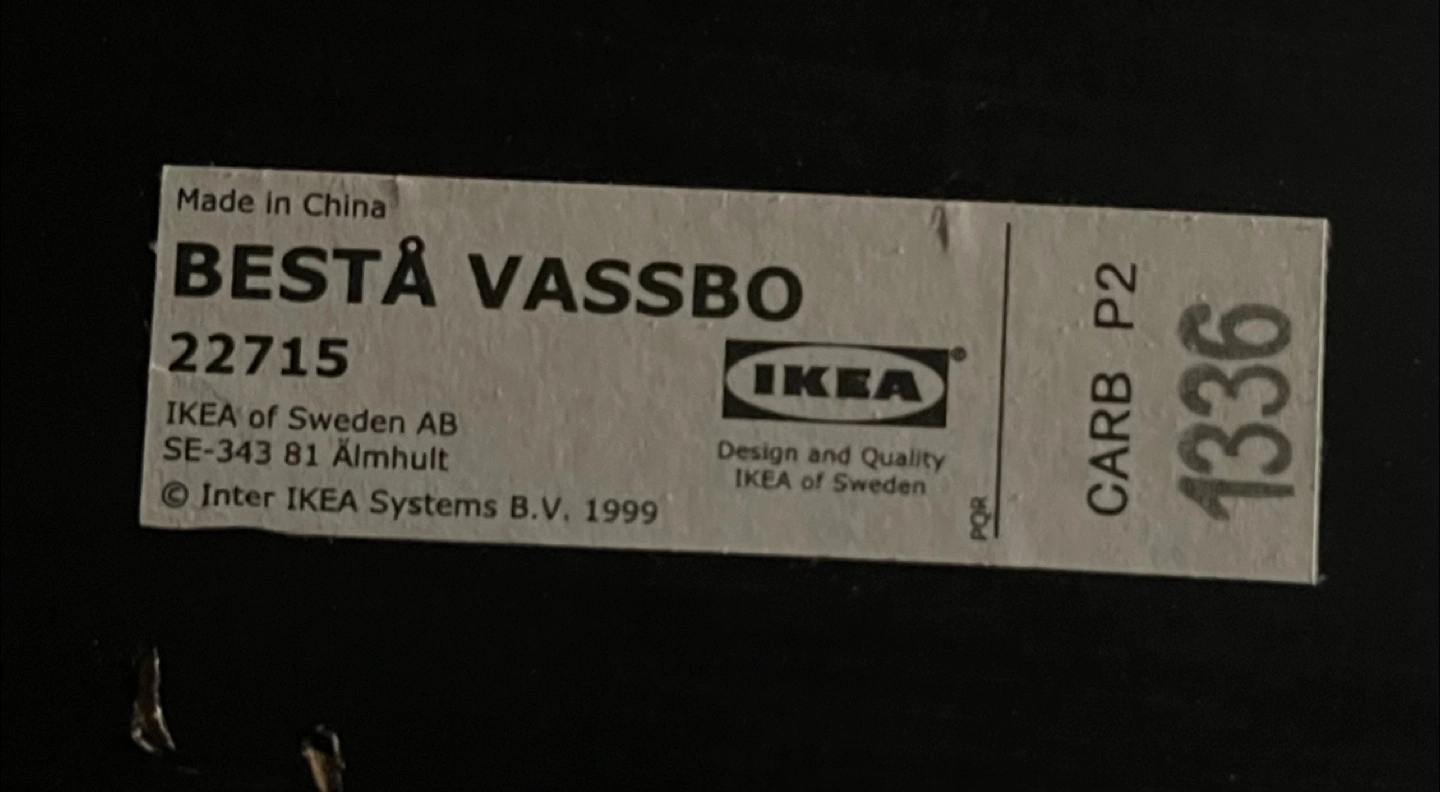 Made in China
BESTÅ VASSBO
22715
IKEA of Sweden AB
SE-343 81 Älmhult
© Inter IKEA Systems B.V. 1999
IKEA®
Design and Quality
IKEA of Sweden
PQR
CARB P2
1336